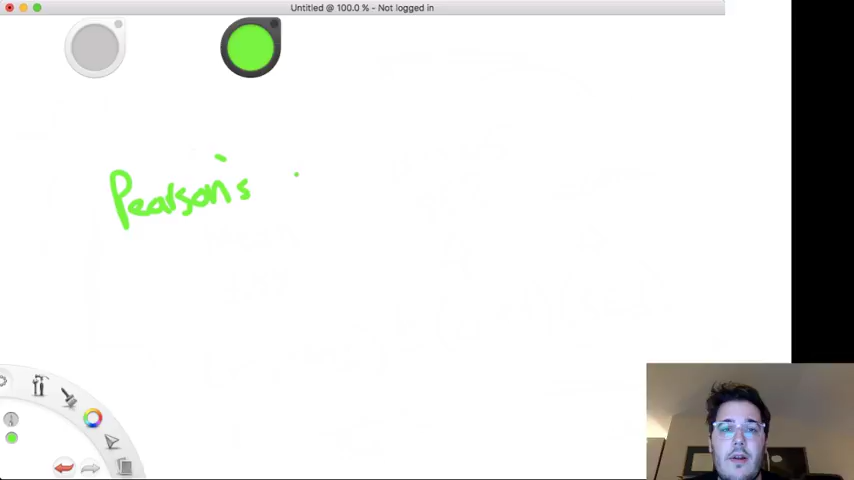 Untitled @ 100.0 % - Not logged in
Pearson's